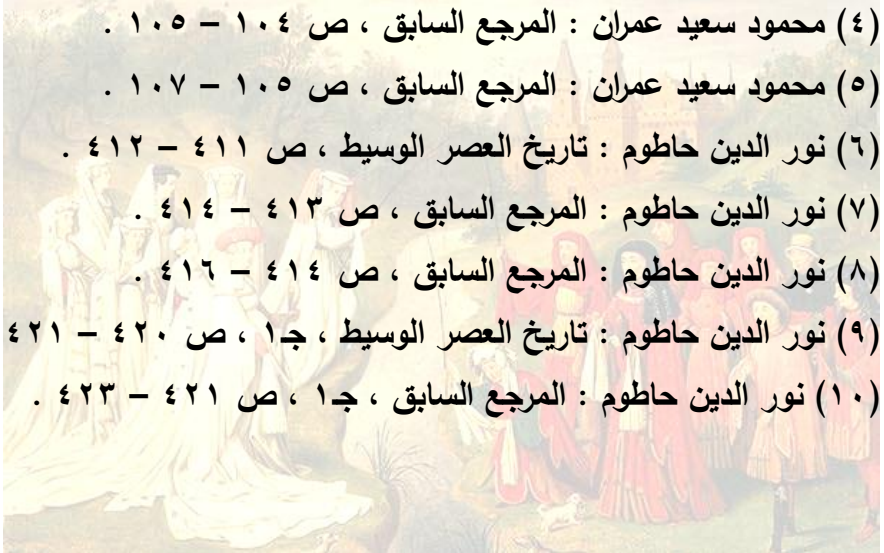 (٤) محمود سعيد عمران : المرجع السابق ، ص ١٠٤ – ١٠٥ .
(٥) محمود سعيد عمران : المرجع السابق ، ص ١٠٥ – ١٠٧ .
(٦) نور الدين حاطوم : تاريخ العصر الوسيط ، ص ٤١١ – ٤١٢ .
(٧) نور الدين حاطوم : المرجع السابق ، ص ٤١٣ – ٤١٤ .
(٨) نور الدين حاطوم : المرجع السابق ، ص ٤١٤ – ٤١٦ .
(٩) نور الدين حاطوم : تاريخ العصر الوسيط ، جـ١ ، ص ٤٢٠ – ٤٢١
(١٠) نور الدين حاطوم : المرجع السابق ، جـ١ ، ص ٤٢١ – ٤٢٣ .